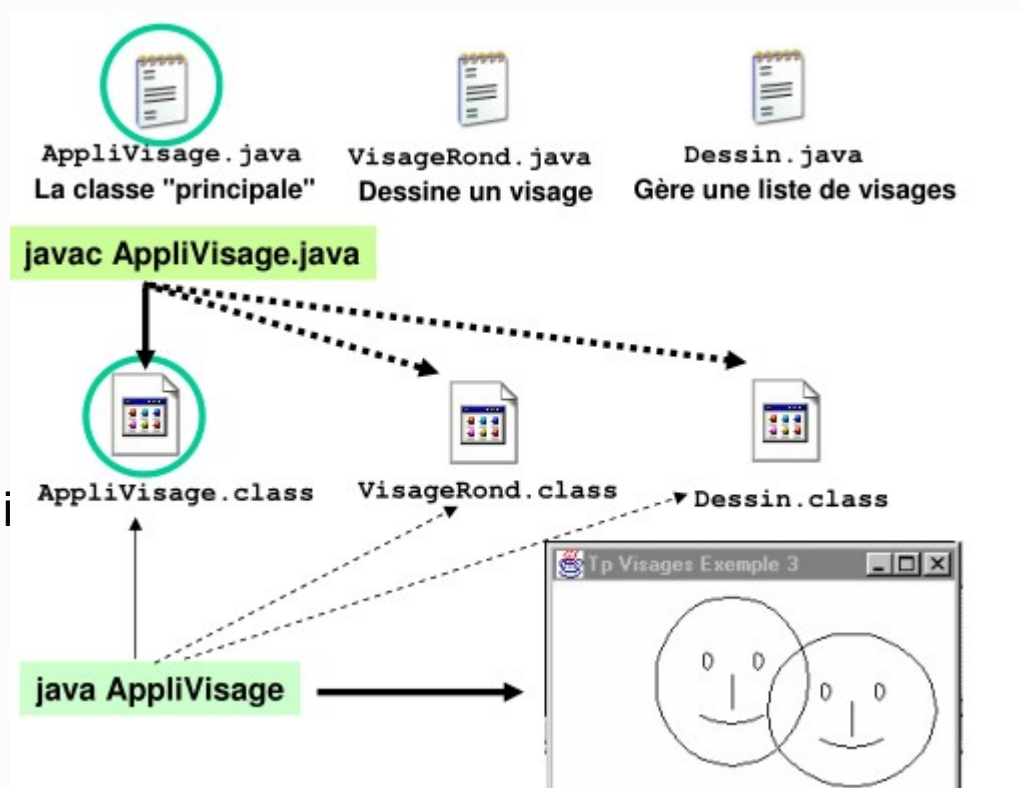 AppliVisage.java
La classe "principale"
VisageRond.java
Dessine un visage
Dessin.java
Gère une liste de visages
javac AppliVisage.java
i
AppliVisage.class
VisageRond.class
Dessin.class
Tp Visages Exemple 3
java AppliVisage